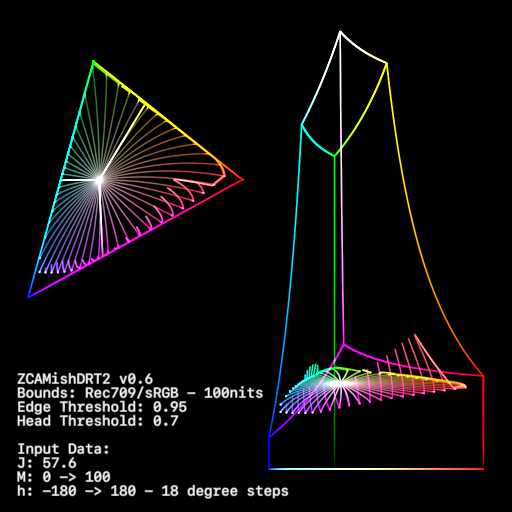 ZCAMishDRT2 v0.6
Bounds: Rec709/sRGB - 100nits
Edge Threshold: 0.95
Head Threshold: 0.7
Input Data:
J: 57.6
M: 0 -> 100
h: -180 -> 180 - 18 degree steps